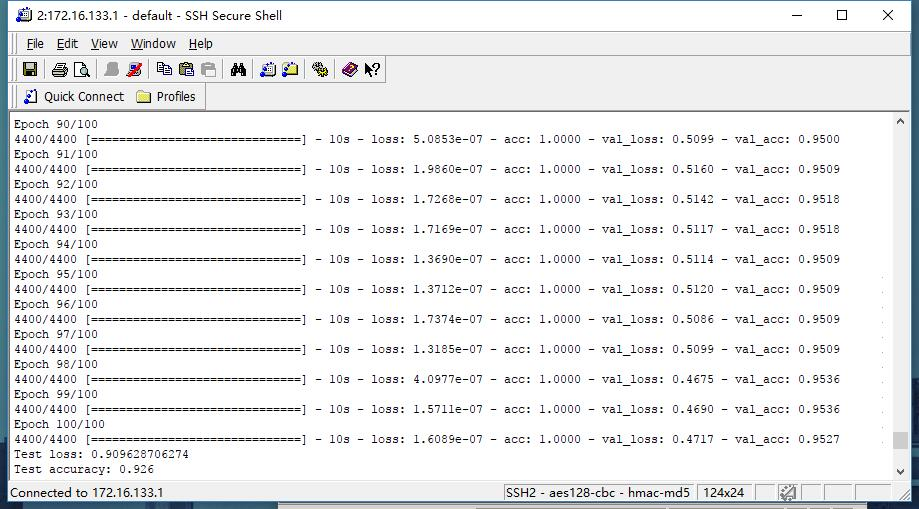 2:172.16.133.1 - default - SSH Secure Shell
File Edit View Window Help
Quick Connect Profiles
Epoch 90/100
4400/4400 [==============================] - 10s - loss: 5.0853e-07 - acc: 1.0000 - val_loss: 0.5099 - val_acc: 0.9500
Epoch 91/100
4400/4400 [==============================] - 10s - loss: 1.9860e-07 - acc: 1.0000 - val_loss: 0.5160 - val_acc: 0.9509
Epoch 92/100
4400/4400 [==============================] - 10s - loss: 1.7268e-07 - acc: 1.0000 - val_loss: 0.5142 - val_acc: 0.9518
Epoch 93/100
4400/4400 [==============================] - 10s - loss: 1.7169e-07 - acc: 1.0000 - val_loss: 0.5117 - val_acc: 0.9518
Epoch 94/100
4400/4400 [==============================] - 10s - loss: 1.3690e-07 - acc: 1.0000 - val_loss: 0.5114 - val_acc: 0.9509
Epoch 95/100
4400/4400 [==============================] - 10s - loss: 1.3712e-07 - acc: 1.0000 - val_loss: 0.5120 - val_acc: 0.9509
Epoch 96/100
4400/4400 [==============================] - 10s - loss: 1.7374e-07 - acc: 1.0000 - val_loss: 0.5086 - val_acc: 0.9509
Epoch 97/100
4400/4400 [==============================] - 10s - loss: 1.3185e-07 - acc: 1.0000 - val_loss: 0.5099 - val_acc: 0.9509
Epoch 98/100
4400/4400 [==============================] - 10s - loss: 4.0977e-07 - acc: 1.0000 - val_loss: 0.4675 - val_acc: 0.9536
Epoch 99/100
4400/4400 [==============================] - 10s - loss: 1.5711e-07 - acc: 1.0000 - val_loss: 0.4690 - val_acc: 0.9536
Epoch 100/100
4400/4400 [==============================] - 10s - loss: 1.6089e-07 - acc: 1.0000 - val_loss: 0.4717 - val_acc: 0.9527
Test loss: 0.909628706274
Test accuracy: 0.926
Connected to 172.16.133.1 SSH2 - aes128-cbc - hmac-md5 124x24